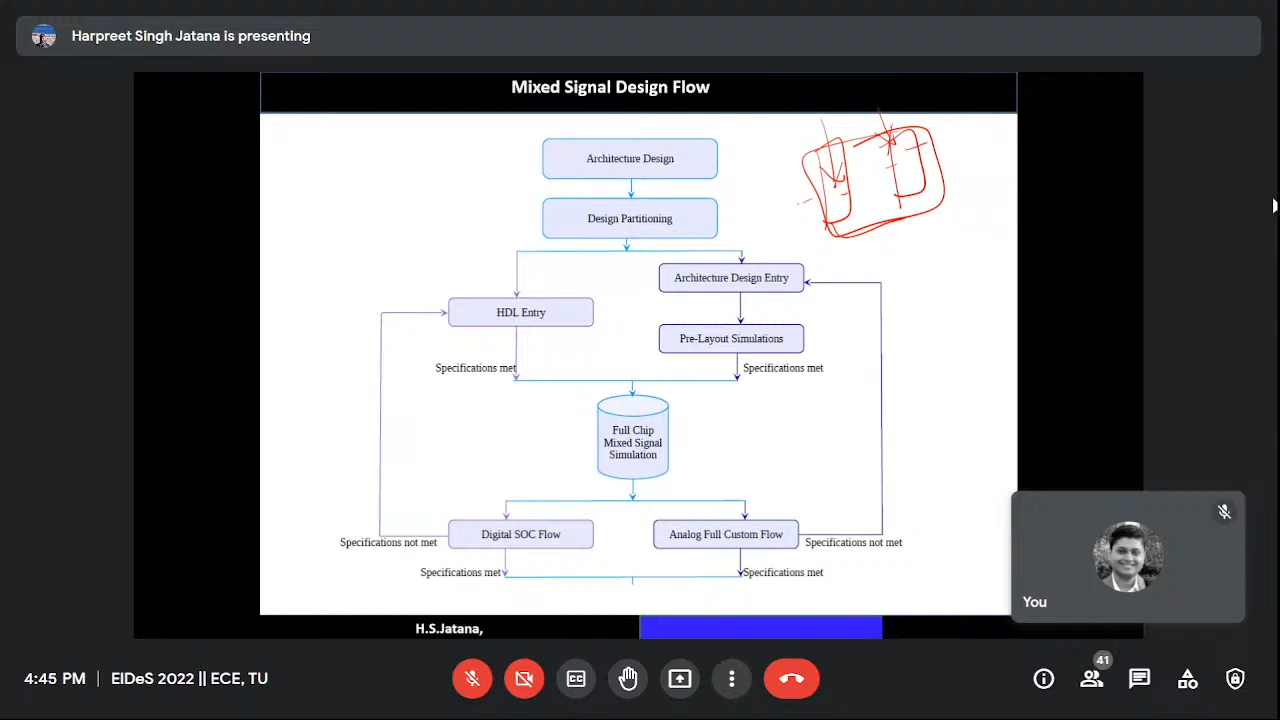 Harpreet Singh Jatana is presenting
Mixed Signal Design Flow
Architecture Design
Design Partitioning
Architecture Design Entry
HDL Entry
Pre-Layout Simulations
Specifications met
Specifications met
Full Chip
Mixed Signal
Simulation
Digital SOC Flow
Analog Full Custom Flow
Specifications not met
Specifications not met
Specifications met
Specifications met
You
H.S.Jatana,
41
4:45 PM | EIDeS 2022 || ECE, TU